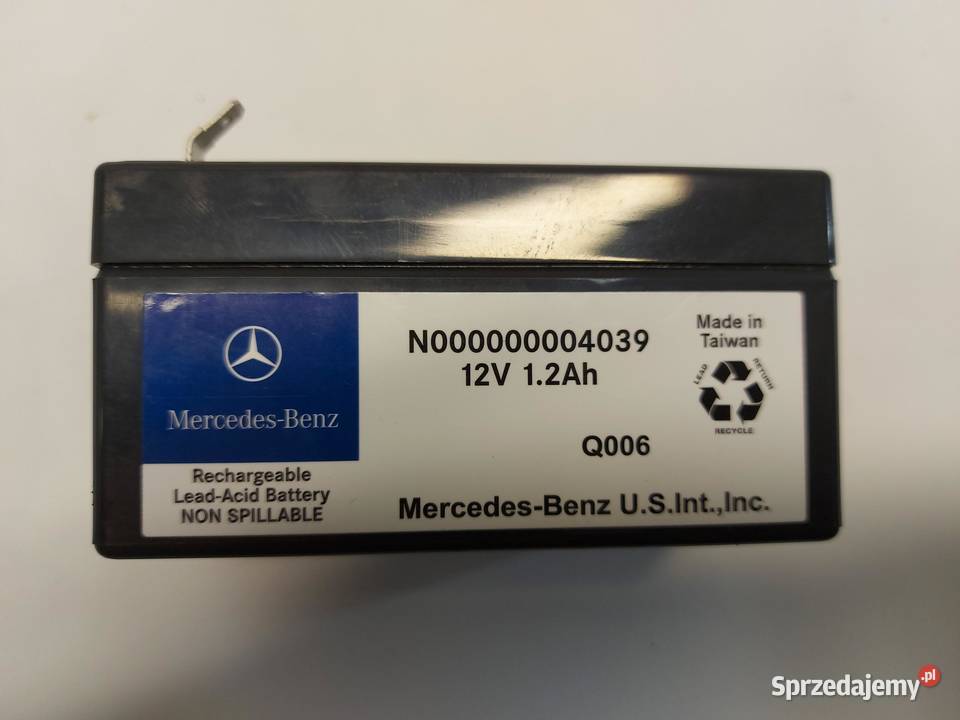 N000000004039
12V 1.2Ah
Made in
Taiwan
LEAD
RETURN
RECYCLE
Mercedes-Benz
Q006
Rechargeable
Lead-Acid Battery
NON SPILLABLE
Mercedes-Benz U.S.Int.,Inc.
Sprzedajemy.pl